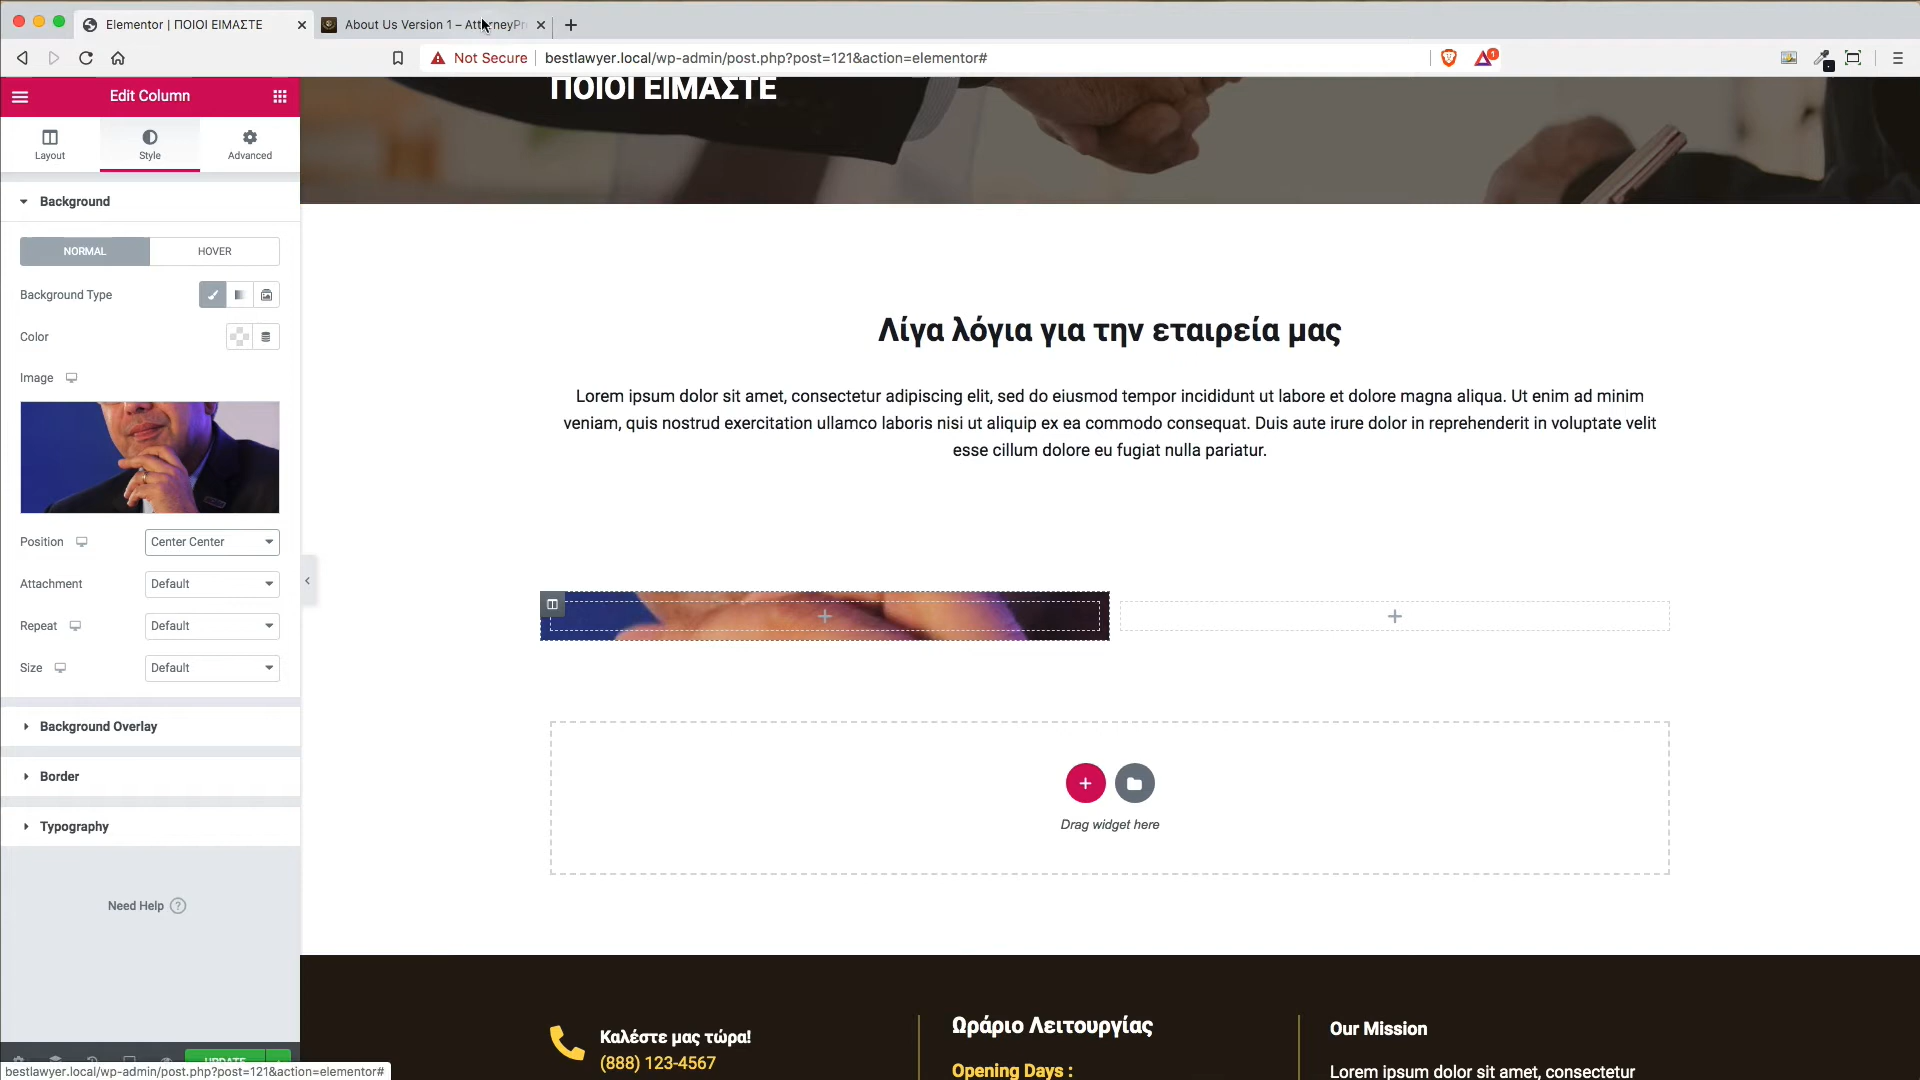 Elementor | ΠΟΙΟΙ ΕΙΜΑΣΤΕ
About Us Version 1 – AttorneyPr
Not Secure
bestlawyer.local/wp-admin/post.php?post=121&action=elementor#
1
Edit Column
Layout
Style
Advanced
Background
NORMAL
HOVER
Background Type
Color
Image
Position
Center Center
Attachment
Default
Repeat
Default
Size
Default
Background Overlay
Border
Typography
Need Help ?
UPDATE
bestlawyer.local/wp-admin/post.php?post=121&action=elementor#
ΠΟΙΟΙ ΕΙΜΑΣΤΕ
Λίγα λόγια για την εταιρεία μας
Lorem ipsum dolor sit amet, consectetur adipiscing elit, sed do eiusmod tempor incididunt ut labore et dolore magna aliqua. Ut enim ad minim
veniam, quis nostrud exercitation ullamco laboris nisi ut aliquip ex ea commodo consequat. Duis aute irure dolor in reprehenderit in voluptate velit
esse cillum dolore eu fugiat nulla pariatur.
Drag widget here
Καλέστε μας τώρα!
(888) 123-4567
Ωράριο Λειτουργίας
Opening Days :
Our Mission
Lorem ipsum dolor sit amet, consectetur